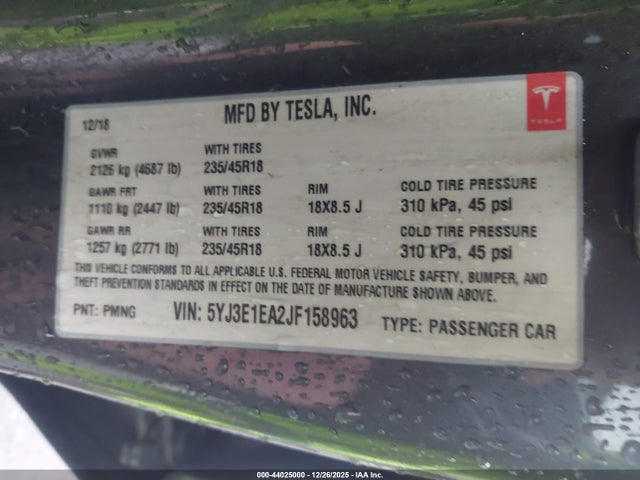 12/18
MFD BY TESLA, INC.
TESLA
GVWR
WITH TIRES
2126 kg (4687 lb)
235/45R18
GAWR FRT
WITH TIRES
RIM
COLD TIRE PRESSURE
1110 kg (2447 lb)
235/45R18
18X8.5 J
310 kPa, 45 psi
GAWR RR
WITH TIRES
RIM
COLD TIRE PRESSURE
1257 kg (2771 lb)
235/45R18
18X8.5 J
310 kPa, 45 psi
THIS VEHICLE CONFORMS TO ALL APPLICABLE U.S. FEDERAL MOTOR VEHICLE SAFETY, BUMPER, AND
THEFT PREVENTION STANDARDS IN EFFECT ON THE DATE OF MANUFACTURE SHOWN ABOVE.
PNT: PMNG
VIN: 5YJ3E1EA2JF158963
TYPE: PASSENGER CAR
000-44025000 - 12/26/2025 - IAA Inc.